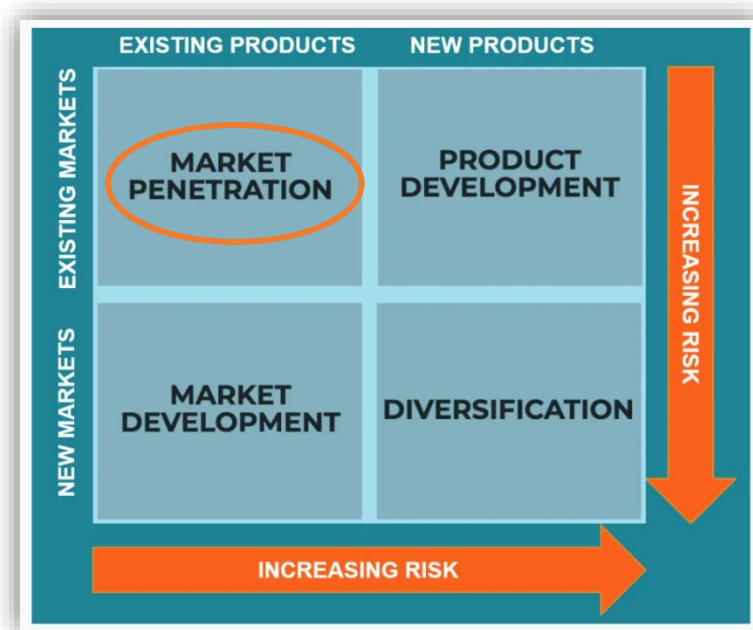 EXISTING PRODUCTS
NEW PRODUCTS
EXISTING MARKETS
MARKET
PENETRATION
PRODUCT
DEVELOPMENT
INCREASING RISK
NEW MARKETS
MARKET
DEVELOPMENT
DIVERSIFICATION
INCREASING RISK